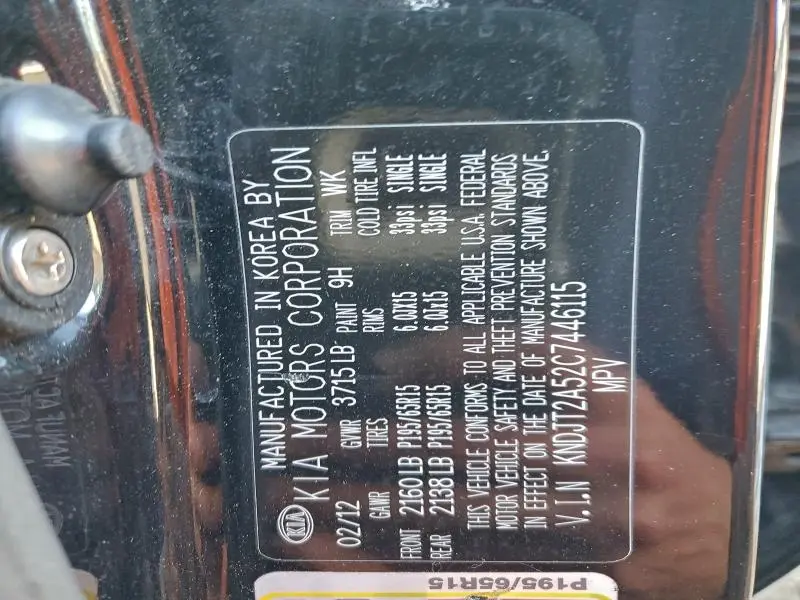 MANUFACTURED IN KOREA BY
KIA KIA MOTORS CORPORATION
02/12 GVWR 3715 LB PAINT 9H TRIM WK
GAWR TIRES RIMS COLD TIRE INFL
FRONT 2160 LB P195/65R15 6.0Jx15 33psi SINGLE
REAR 2138 LB P195/65R15 6.0Jx15 33psi SINGLE
THIS VEHICLE CONFORMS TO ALL APPLICABLE U.S.A. FEDERAL
MOTOR VEHICLE SAFETY AND THEFT PREVENTION STANDARDS
IN EFFECT ON THE DATE OF MANUFACTURE SHOWN ABOVE.
V.I.N KNDJT2A52C7446115
MPV
P195/65R15